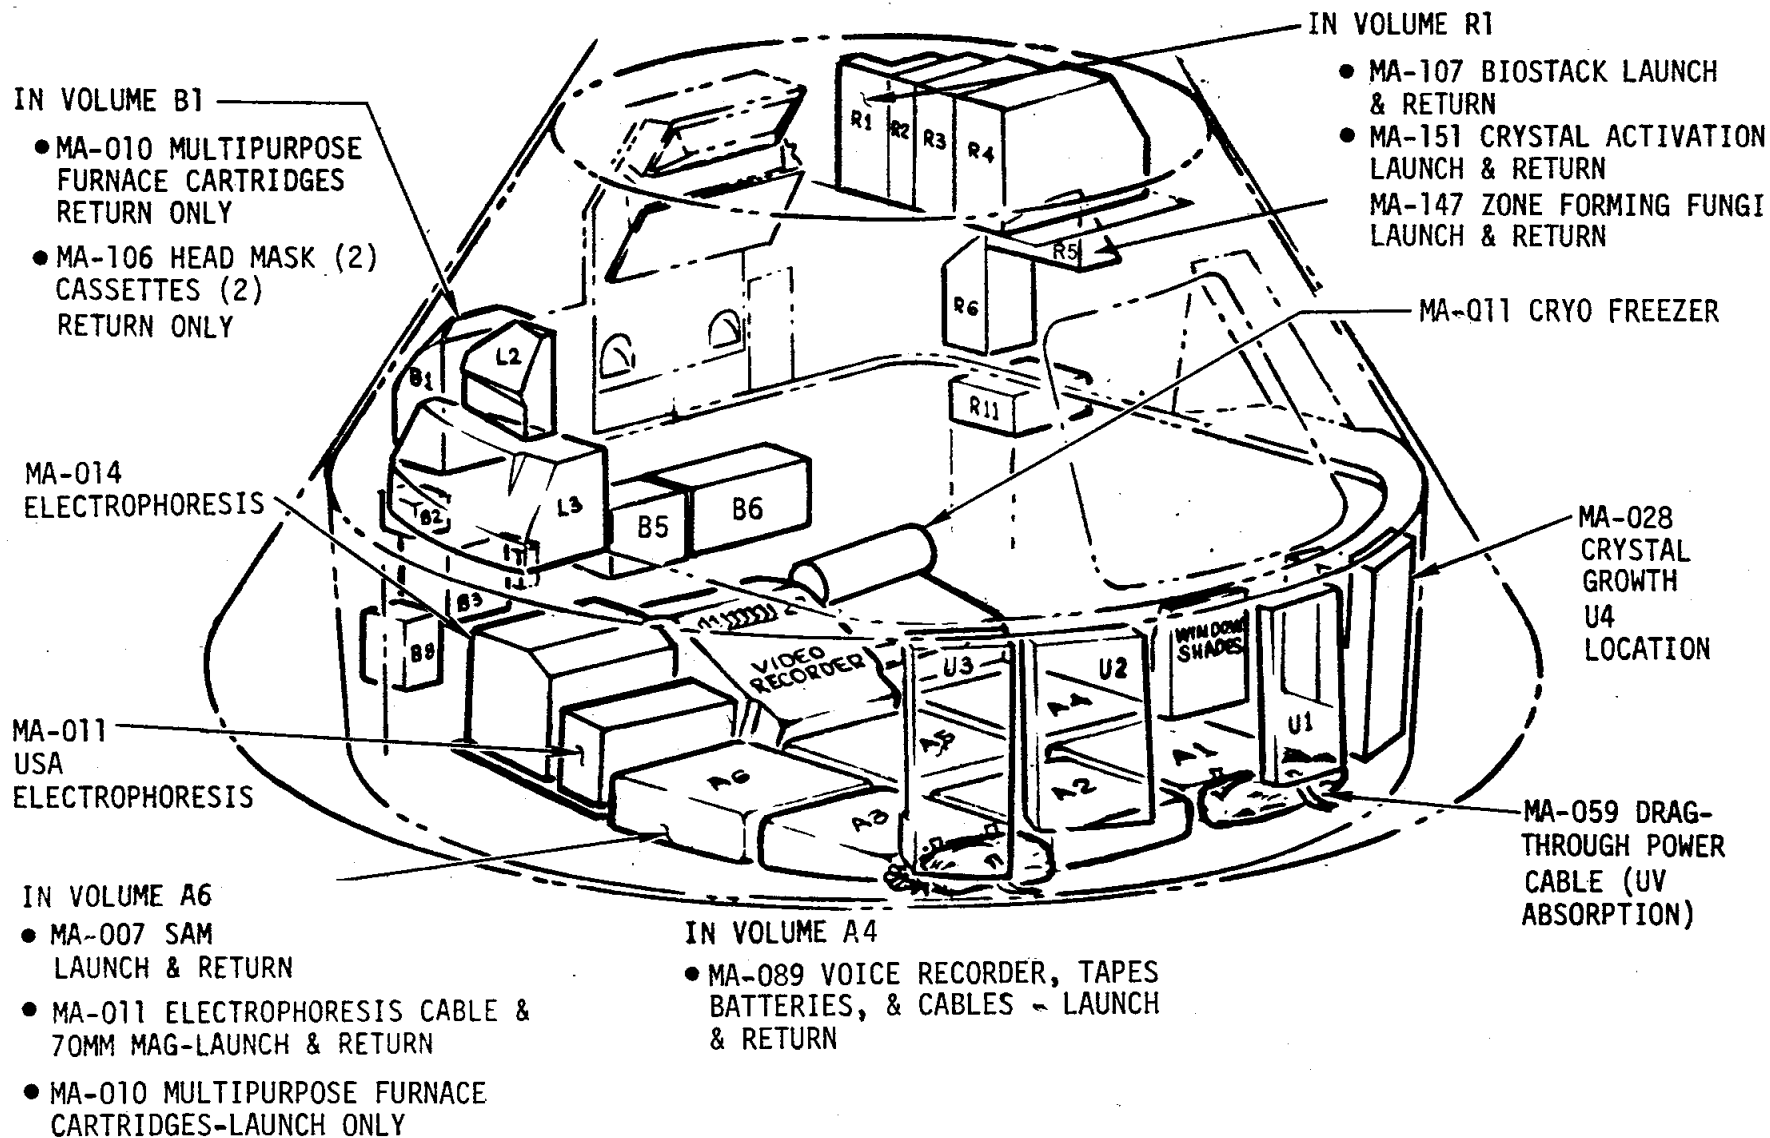 IN VOLUME B1
● MA-010 MULTIPURPOSE
FURNACE CARTRIDGES
RETURN ONLY
● MA-106 HEAD MASK (2)
CASSETTES (2)
RETURN ONLY
MA-014
ELECTROPHORESIS
MA-011
USA
ELECTROPHORESIS
IN VOLUME A6
● MA-007 SAM
LAUNCH & RETURN
● MA-011 ELECTROPHORESIS CABLE &
70MM MAG-LAUNCH & RETURN
● MA-010 MULTIPURPOSE FURNACE
CARTRIDGES-LAUNCH ONLY
IN VOLUME A4
● MA-089 VOICE RECORDER, TAPES
BATTERIES, & CABLES - LAUNCH
& RETURN
IN VOLUME R1
● MA-107 BIOSTACK LAUNCH
& RETURN
● MA-151 CRYSTAL ACTIVATION
LAUNCH & RETURN
MA-147 ZONE FORMING FUNGI
LAUNCH & RETURN
MA-011 CRYO FREEZER
MA-028
CRYSTAL
GROWTH
U4
LOCATION
MA-059 DRAG-
THROUGH POWER
CABLE (UV
ABSORPTION)
R1
R2
R3
R4
R5
R6
R11
L2
B1
L3
B2
B5
B6
B3
B8
VIDEO
RECORDER
U3
U2
WINDOW
SHADES
U1
A4
A5
A1
A6
A2
A3